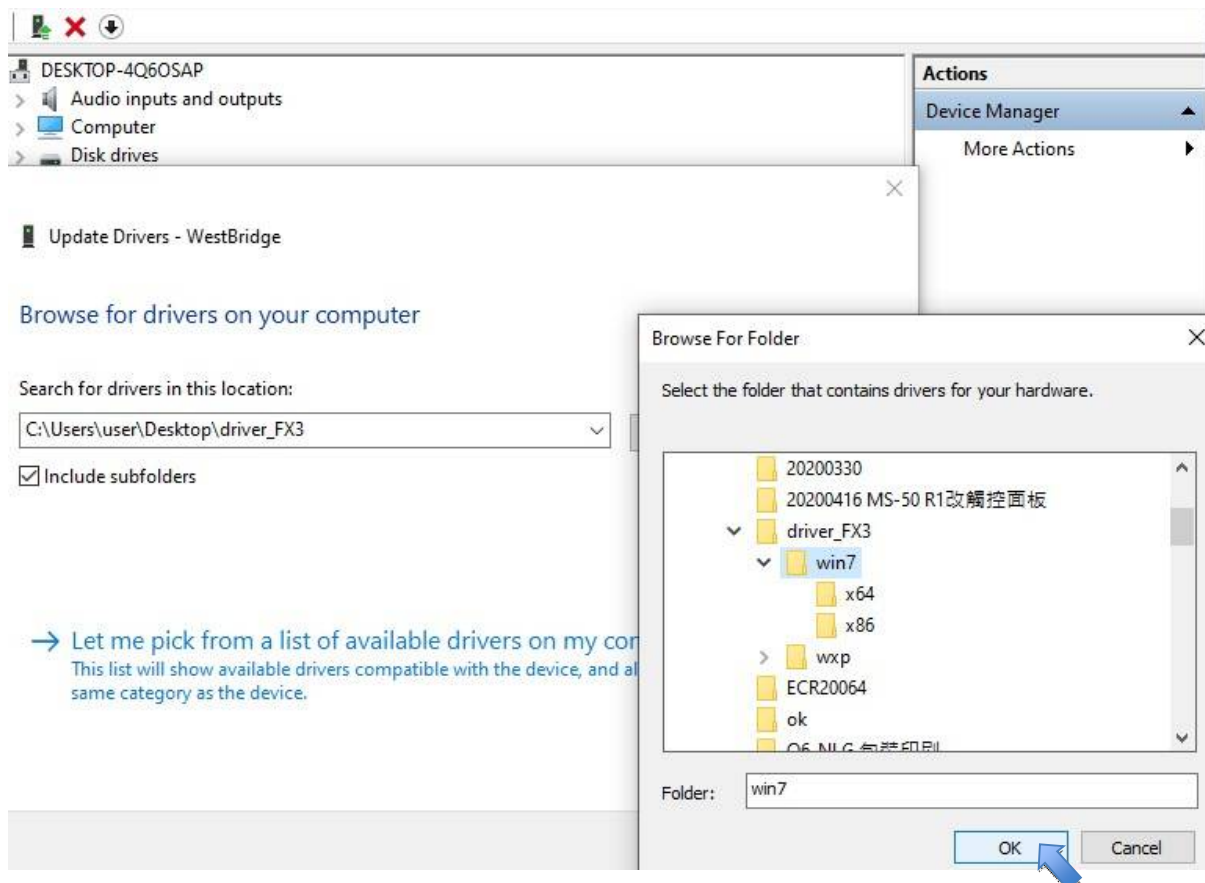 DESKTOP-4Q6OSAP
Audio inputs and outputs
Computer
Disk drives
Actions
Device Manager
More Actions
Update Drivers - WestBridge
Browse for drivers on your computer
Search for drivers in this location:
C:\Users\user\Desktop\driver_FX3
Include subfolders
Let me pick from a list of available drivers on my
This list will show available drivers compatible with the device, and
same category as the device.
Browse For Folder
Select the folder that contains drivers for your hardware.
20200330
20200416 MS-50 R1改觸控面板
driver_FX3
win7
x64
x86
wxp
ECR20064
ok
Folder:
win7
OK
Cancel